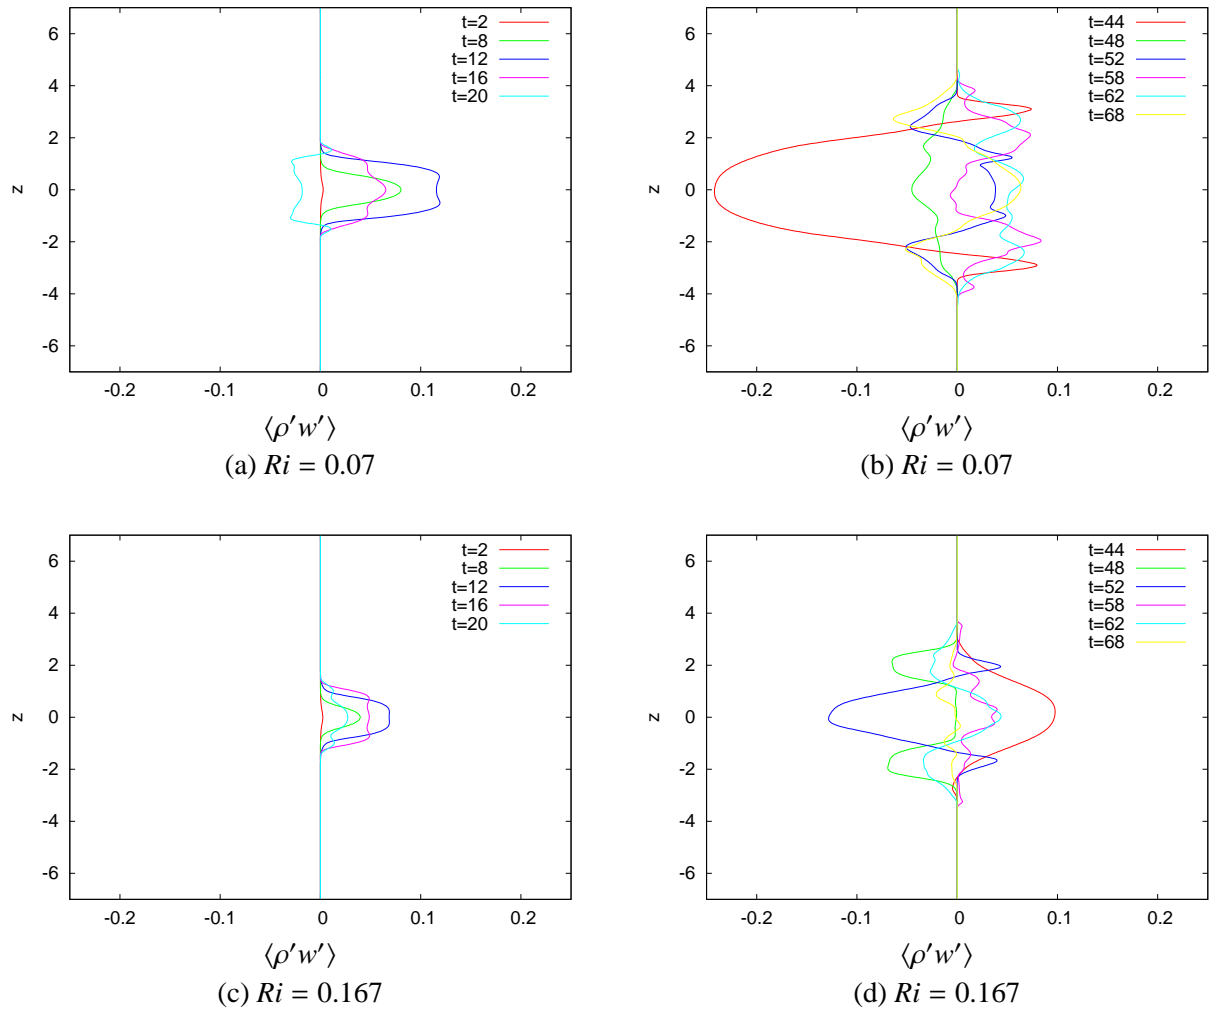 6
4
2
0
-2
-4
-6
z
t=2
t=8
t=12
t=16
t=20
-0.2 -0.1 0 0.1 0.2
⟨ρ′w′⟩
(a) Ri = 0.07
6
4
2
0
-2
-4
-6
z
t=44
t=48
t=52
t=58
t=62
t=68
-0.2 -0.1 0 0.1 0.2
⟨ρ′w′⟩
(b) Ri = 0.07
6
4
2
0
-2
-4
-6
z
t=2
t=8
t=12
t=16
t=20
-0.2 -0.1 0 0.1 0.2
⟨ρ′w′⟩
(c) Ri = 0.167
6
4
2
0
-2
-4
-6
z
t=44
t=48
t=52
t=58
t=62
t=68
-0.2 -0.1 0 0.1 0.2
⟨ρ′w′⟩
(d) Ri = 0.167